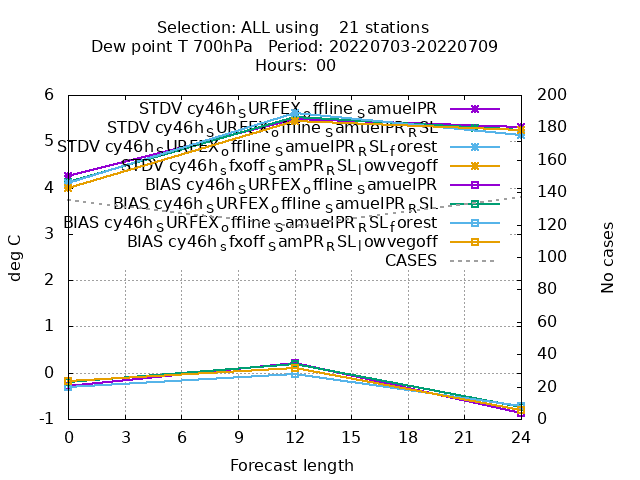 Selection: ALL using 21 stations
Dew point T 700hPa Period: 20220703-20220709
Hours: 00
STDV cy46h_SURFEX_offline_SamuelPR
STDV cy46h_SURFEX_offline_SamuelPR_RSL
STDV cy46h_SURFEX_offline_SamuelPR_RSL_forest
STDV cy46h_sfxoff_SamPR_RSL_lowvegoff
BIAS cy46h_SURFEX_offline_SamuelPR
BIAS cy46h_SURFEX_offline_SamuelPR_RSL
BIAS cy46h_SURFEX_offline_SamuelPR_RSL_forest
BIAS cy46h_sfxoff_SamPR_RSL_lowvegoff
CASES
6
5
4
3
2
1
0
-1
deg C
200
180
160
140
120
100
80
60
40
20
0
No cases
0 3 6 9 12 15 18 21 24
Forecast length